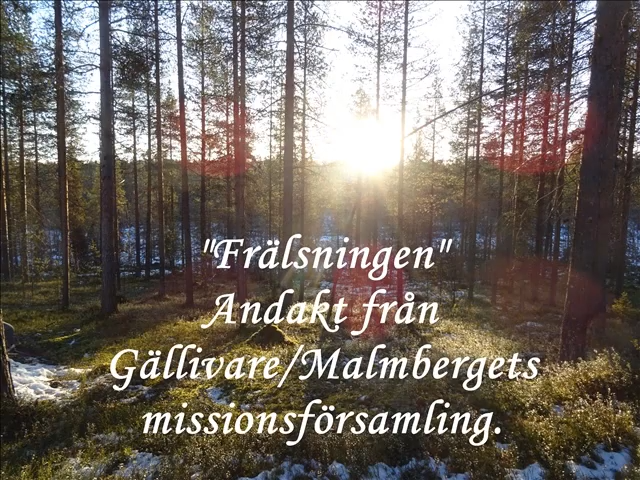 "Frälsningen"
Andakt från
Gällivare/Malmbergets
missionsförsamling.